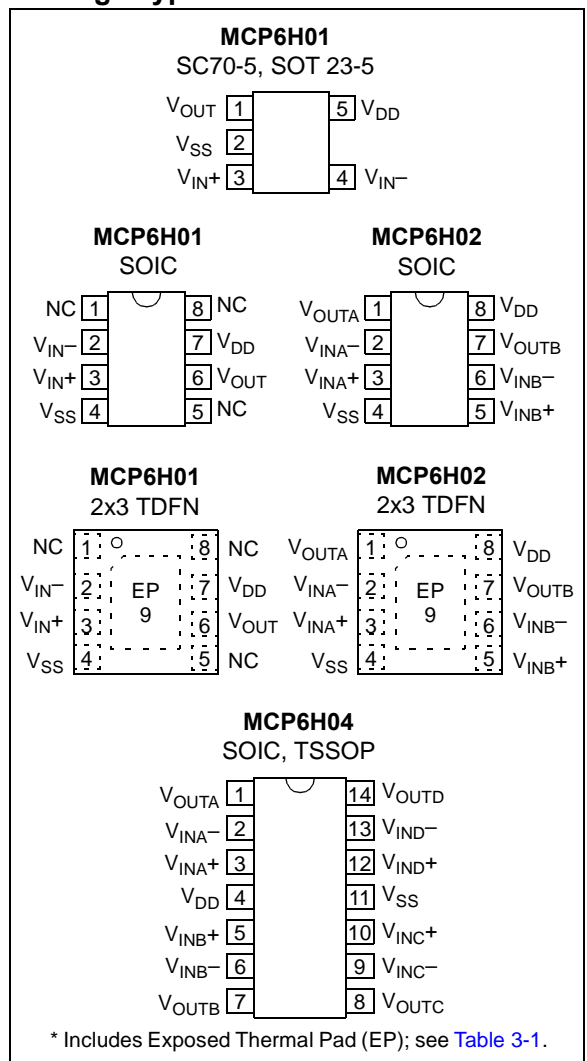 MCP6H01
SC70-5, SOT 23-5
VOUT 1 5 VDD
VSS 2
VIN+ 3 4 VIN–
MCP6H01 MCP6H02
SOIC SOIC
NC 1 8 NC VOUTA 1 8 VDD
VIN– 2 7 VDD VINA– 2 7 VOUTB
VIN+ 3 6 VOUT VINA+ 3 6 VINB–
VSS 4 5 NC VSS 4 5 VINB+
MCP6H01 MCP6H02
2x3 TDFN 2x3 TDFN
NC 1 8 NC VOUTA 1 8 VDD
VIN– 2 EP 7 VDD VINA– 2 EP 7 VOUTB
VIN+ 3 9 6 VOUT VINA+ 3 9 6 VINB–
VSS 4 5 NC VSS 4 5 VINB+
MCP6H04
SOIC, TSSOP
VOUTA 1 14 VOUTD
VINA– 2 13 VIND–
VINA+ 3 12 VIND+
VDD 4 11 VSS
VINB+ 5 10 VINC+
VINB– 6 9 VINC–
VOUTB 7 8 VOUTC
* Includes Exposed Thermal Pad (EP); see Table 3-1.